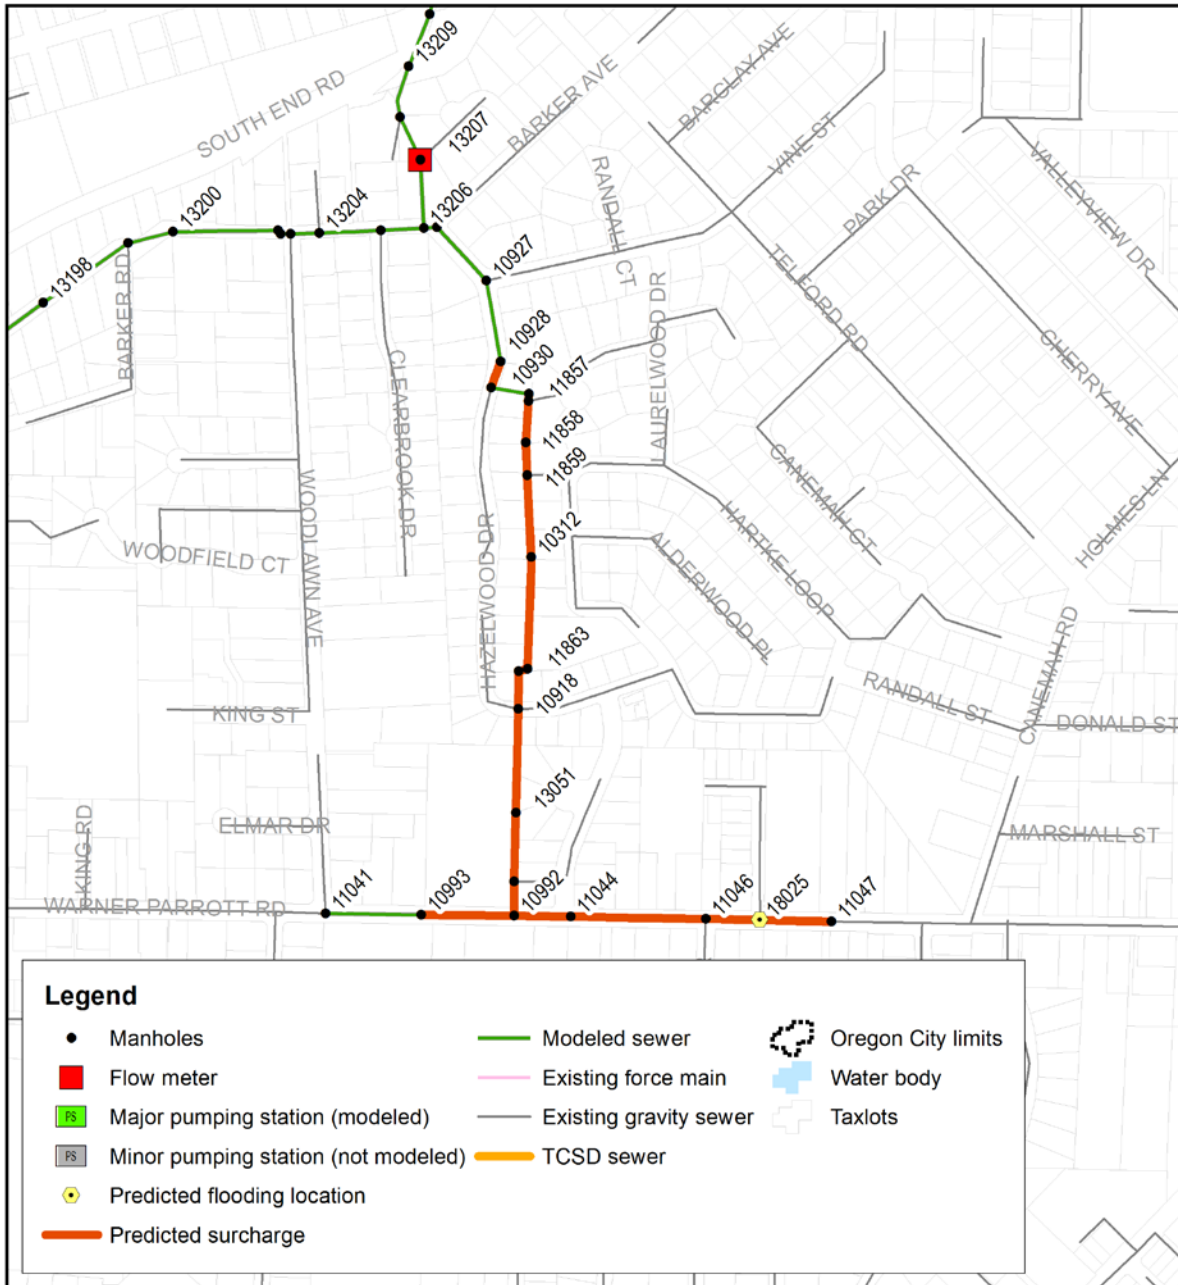 13209
SOUTH END RD
BARKER AVE
BARCLAY AVE
13207
VINE ST
VALLEYVIEW DR
13200
13204
13206
RANDALL CT
PARK DR
13198
BARKER RD
10927
AURELWOOD DR
TELFORD RD
10928
10930
11857
CLEARBROOK DR
CHERRY AVE
11858
11859
CANEMAH CT
HOLMES LN
WOODLAWN AVE
HAZELWOOD DR
10312
HARTKE LOOP
ALDERWOOD PL
WOODFIELD CT
11863
10918
RANDALL ST
CANEMAH RD
KING ST
DONALD ST
13051
KING RD
ELMAR DR
MARSHALL ST
WARNER PARROTT RD
11041
10993
10992
11044
11046
18025
11047
Legend
Manholes
Flow meter
PS Major pumping station (modeled)
PS Minor pumping station (not modeled)
Predicted flooding location
Predicted surcharge
Modeled sewer
Existing force main
Existing gravity sewer
TCSD sewer
Oregon City limits
Water body
Taxlots